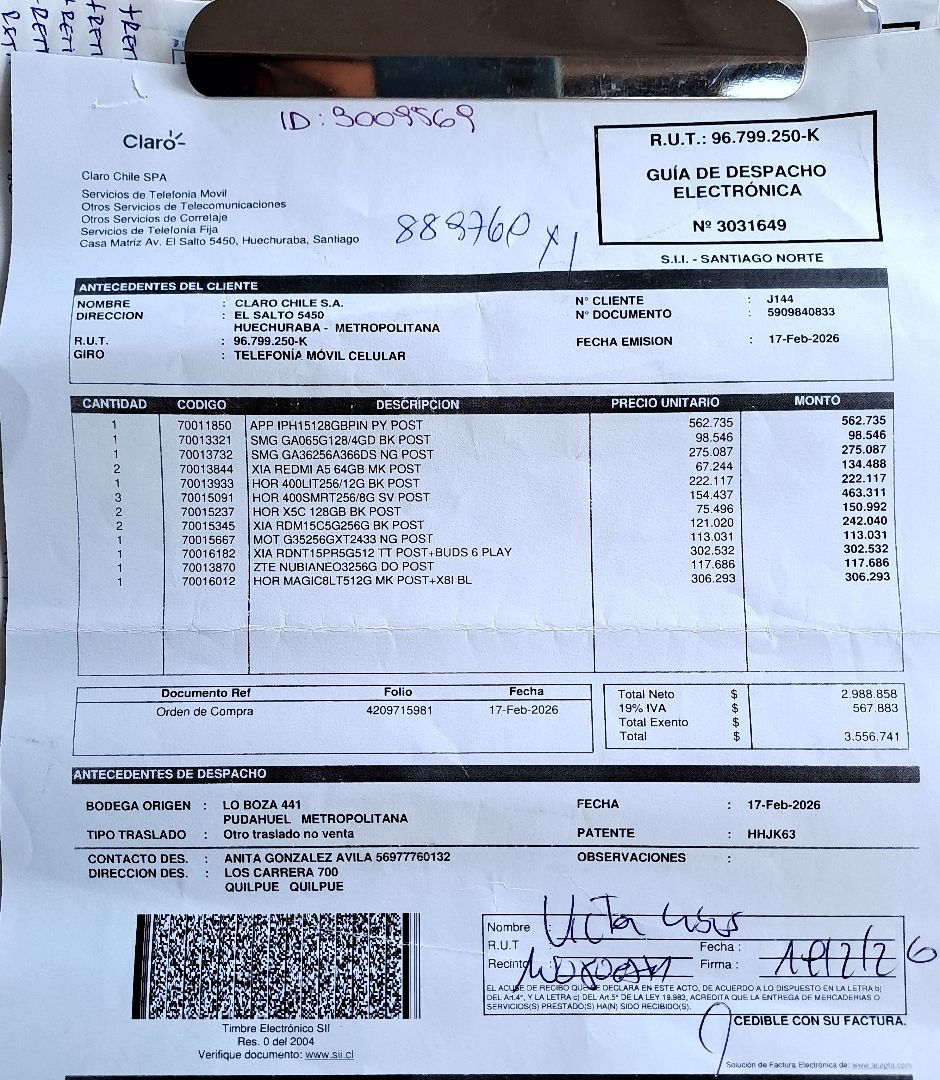 ID: 3009569
Claro
R.U.T.: 96.799.250-K
GUÍA DE DESPACHO
ELECTRÓNICA
Nº 3031649
S.I.I. - SANTIAGO NORTE
Claro Chile SPA
Servicios de Telefonia Movil
Otros Servicios de Telecomunicaciones
Otros Servicios de Corretaje
Servicios de Telefonia Fija
Casa Matriz Av. El Salto 5450, Huechuraba, Santiago
x1
ANTECEDENTES DEL CLIENTE
NOMBRE : CLARO CHILE S.A. N° CLIENTE : J144
DIRECCION : EL SALTO 5450 N° DOCUMENTO : 5909840833
HUECHURABA - METROPOLITANA
R.U.T. : 96.799.250-K FECHA EMISION : 17-Feb-2026
GIRO : TELEFONÍA MÓVIL CELULAR
CANTIDAD CODIGO DESCRIPCION PRECIO UNITARIO MONTO
1 70011850 APP IPH15128GBPIN PY POST 562.735 562.735
1 70013321 SMG GA065G128/4GD BK POST 98.546 98.546
1 70013732 SMG GA36256A366DS NG POST 275.087 275.087
2 70013844 XIA REDMI A5 64GB MK POST 67.244 134.488
1 70013933 HOR 400LIT256/12G BK POST 222.117 222.117
3 70015091 HOR 400SMRT256/8G SV POST 154.437 463.311
2 70015237 HOR X5C 128GB BK POST 75.496 150.992
2 70015345 XIA RDM15C5G256G BK POST 121.020 242.040
1 70015667 MOT G35256GXT2433 NG POST 113.031 113.031
1 70016182 XIA RDNT15PR5G512 TT POST+BUDS 6 PLAY 302.532 302.532
1 70013870 ZTE NUBIANEO3256G DO POST 117.686 117.686
1 70016012 HOR MAGIC8LT512G MK POST+X8I BL 306.293 306.293
Documento Ref Folio Fecha
Orden de Compra 4209715981 17-Feb-2026
Total Neto $ 2.988.858
19% IVA $ 567.883
Total Exento $
Total $ 3.556.741
ANTECEDENTES DE DESPACHO
BODEGA ORIGEN : LO BOZA 441 FECHA : 17-Feb-2026
PUDAHUEL METROPOLITANA
TIPO TRASLADO : Otro traslado no venta PATENTE : HHJK63
CONTACTO DES. : ANITA GONZALEZ AVILA 56977760132 OBSERVACIONES :
DIRECCION DES. : LOS CARRERA 700
QUILPUE QUILPUE
Nombre
R.U.T Fecha :
Recinto : Firma :
EL ACUSE DE RECIBO QUE SE DECLARA EN ESTE ACTO, DE ACUERDO A LO DISPUESTO EN LA LETRA b)
DEL Art.4°, Y LA LETRA c) DEL Art.5° DE LA LEY 19.983, ACREDITA QUE LA ENTREGA DE MERCADERIAS O
SERVICIOS(S) PRESTADO(S) HA(N) SIDO RECIBIDO(S).
CEDIBLE CON SU FACTURA.
Timbre Electrónico SII
Res. 0 del 2004
Verifique documento: www.sii.cl
Solución de Factura Electrónica de: www.acepta.com